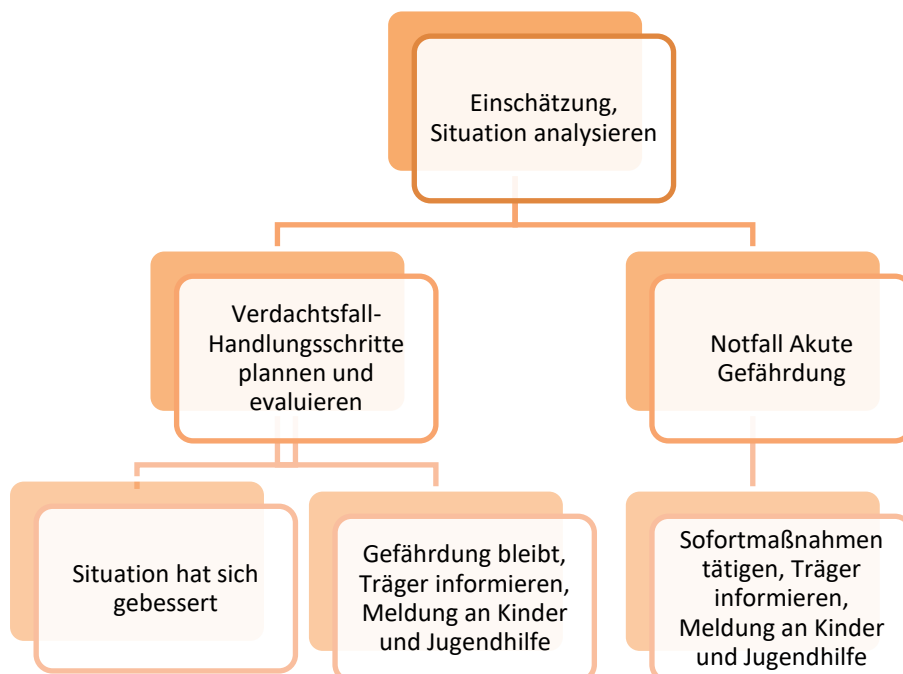 Einschätzung,
Situation analysieren
Verdachtsfall-
Handlungsschritte
plannen und
evaluieren
Notfall Akute
Gefährdung
Situation hat sich
gebessert
Gefährdung bleibt,
Träger informieren,
Meldung an Kinder
und Jugendhilfe
Sofortmaßnahmen
tätigen, Träger
informieren,
Meldung an Kinder
und Jugendhilfe